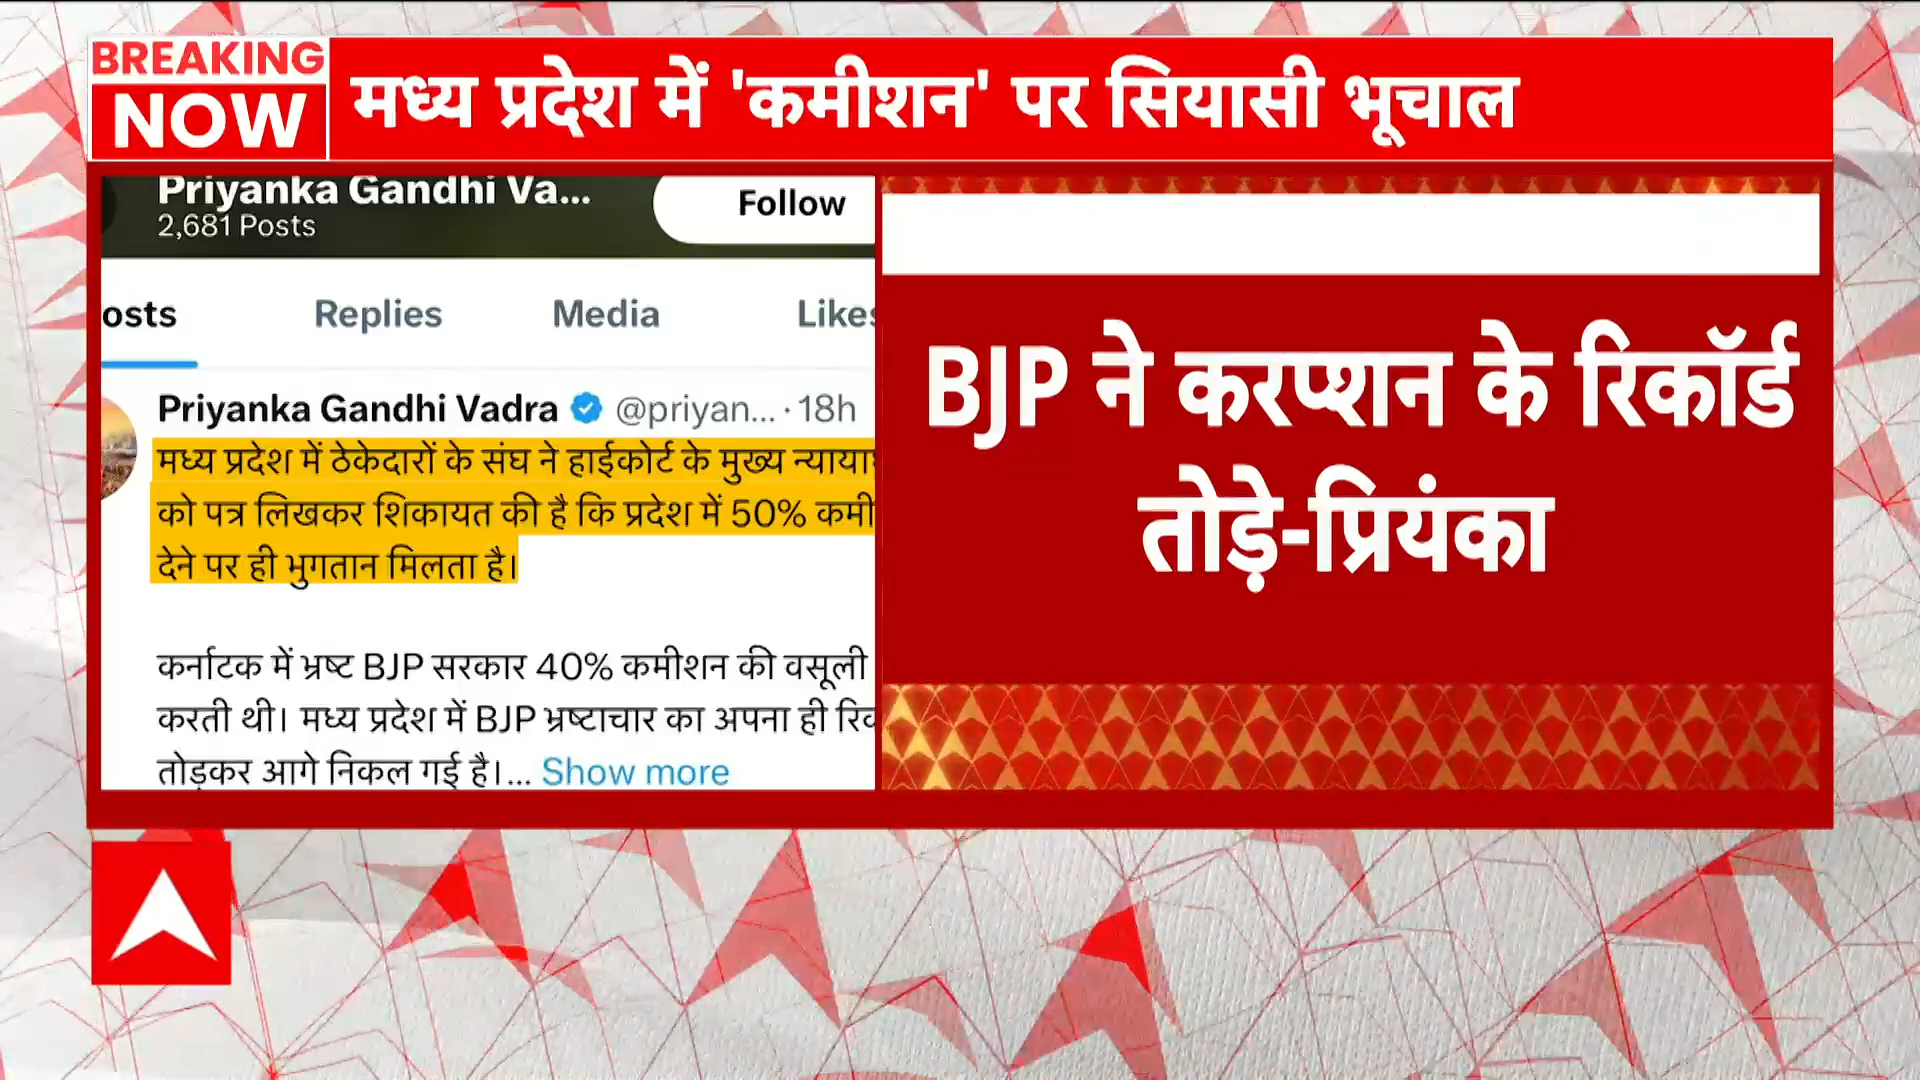 BREAKING
NOW
मध्य प्रदेश में 'कमीशन' पर सियासी भूचाल
Priyanka Gandhi Va...
2,681 Posts
Follow
osts
Replies
Media
Likes
Priyanka Gandhi Vadra @priyan... · 18h
मध्य प्रदेश में ठेकेदारों के संघ ने हाईकोर्ट के मुख्य
को पत्र लिखकर शिकायत की है कि प्रदेश में 50%
देने पर ही भुगतान मिलता है।
कर्नाटक में भ्रष्ट BJP सरकार 40% कमीशन की वसूली
करती थी। मध्य प्रदेश में BJP भ्रष्टाचार का अपना ही
तोड़कर आगे निकल गई है।... Show more
BJP ने करप्शन के रिकॉर्ड
तोड़े-प्रियंका